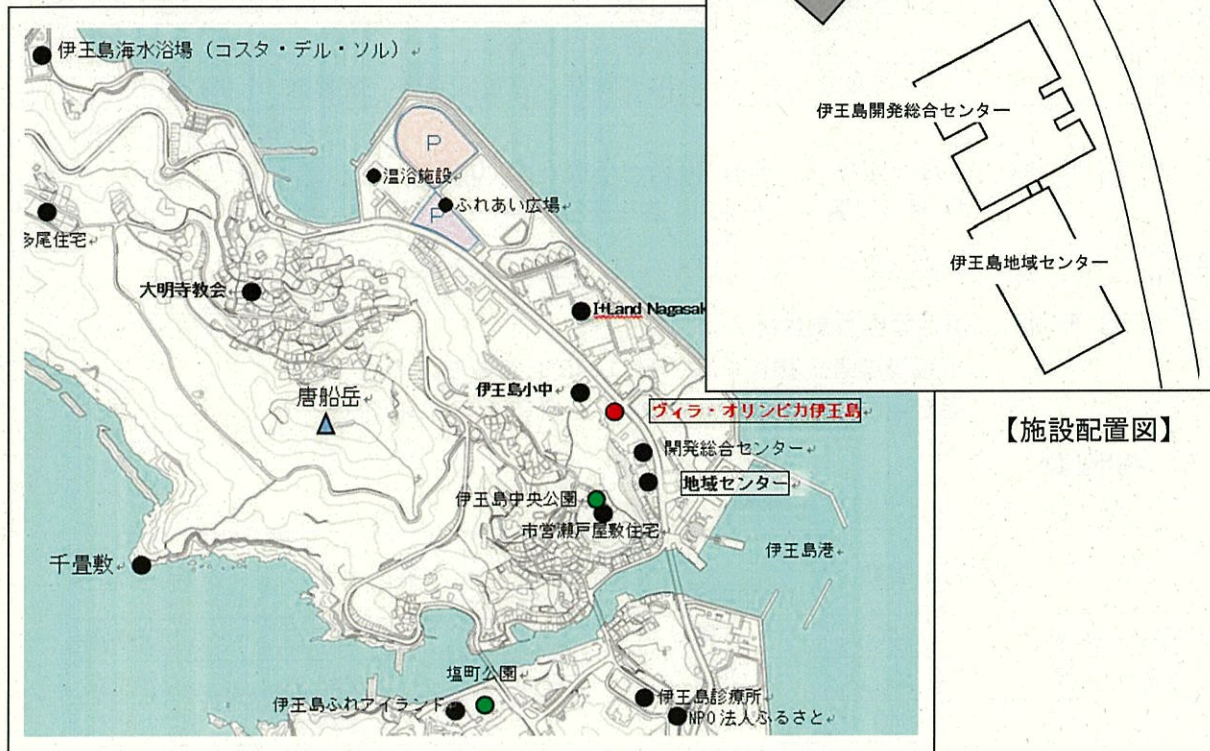 伊王島海水浴場（コスタ・デル・ソル）
P
温浴施設
P
ふれあい広場
多尾住宅
大明寺教会
I+Land Nagasak
唐船岳
伊王島小中
ヴィラ・オリンピカ伊王島
開発総合センター
地域センター
伊王島中央公園
市営瀬戸屋敷住宅
千畳敷
伊王島港
塩町公園
伊王島ふれアイランド
伊王島診療所
NPO法人ふるさと
伊王島開発総合センター
伊王島地域センター
【施設配置図】